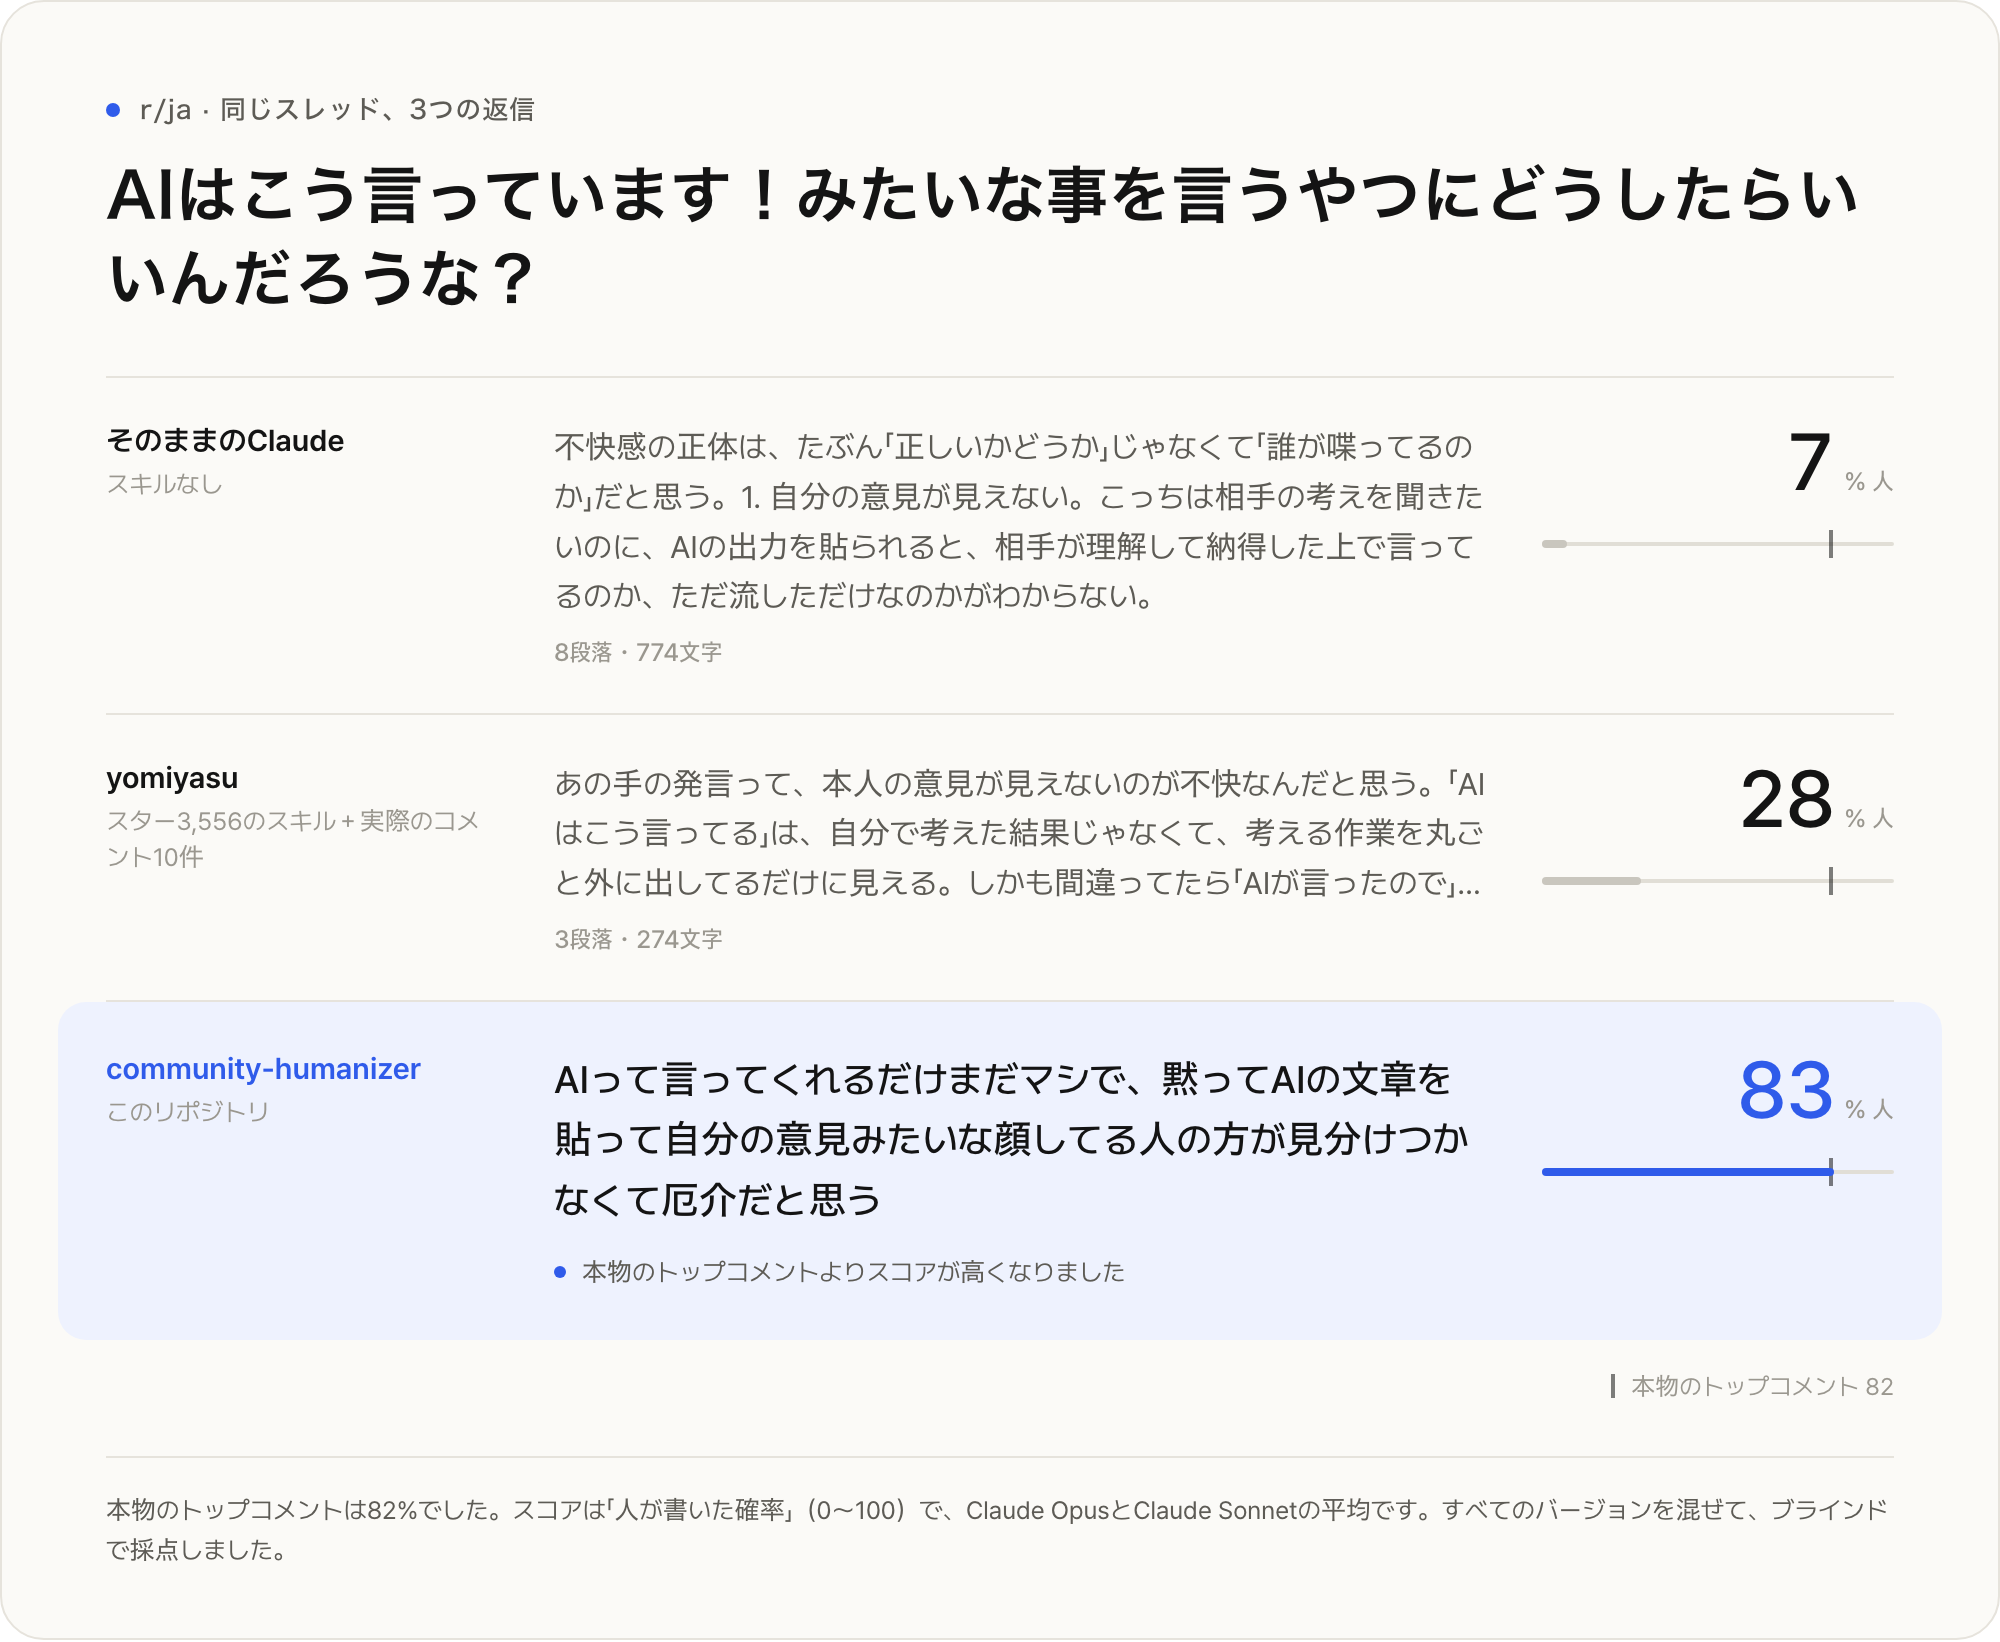 r/ja · 同じスレッド、3つの返信
AIはこう言っています！みたいな事を言うやつにどうしたらい
いんだろうな？
そのままのClaude
スキルなし
不快感の正体は、たぶん「正しいかどうか」じゃなくて「誰が喋ってるの
か」だと思う。1. 自分の意見が見えない。こっちは相手の考えを聞きた
いのに、AIの出力を貼られると、相手が理解して納得した上で言って
るのか、ただ流しただけなのかがわからない。
8段落・774文字
7 % 人
yomiyasu
スター3,556のスキル + 実際のコメ
ント10件
あの手の発言って、本人の意見が見えないのが不快なんだと思う。「AI
はこう言ってる」は、自分で考えた結果じゃなくて、考える作業を丸ご
と外に出してるだけに見える。しかも間違ってたら「AIが言ったので」…
3段落・274文字
28 % 人
community-humanizer
このリポジトリ
AIって言ってくれるだけまだマシで、黙ってAIの文章を
貼って自分の意見みたいな顔してる人の方が見分けつか
なくて厄介だと思う
本物のトップコメントよりスコアが高くなりました
83 % 人
本物のトップコメント 82
本物のトップコメントは82%でした。スコアは「人が書いた確率」（0〜100）で、Claude OpusとClaude Sonnetの平均です。すべてのバージョンを混ぜて、ブラインド
で採点しました。